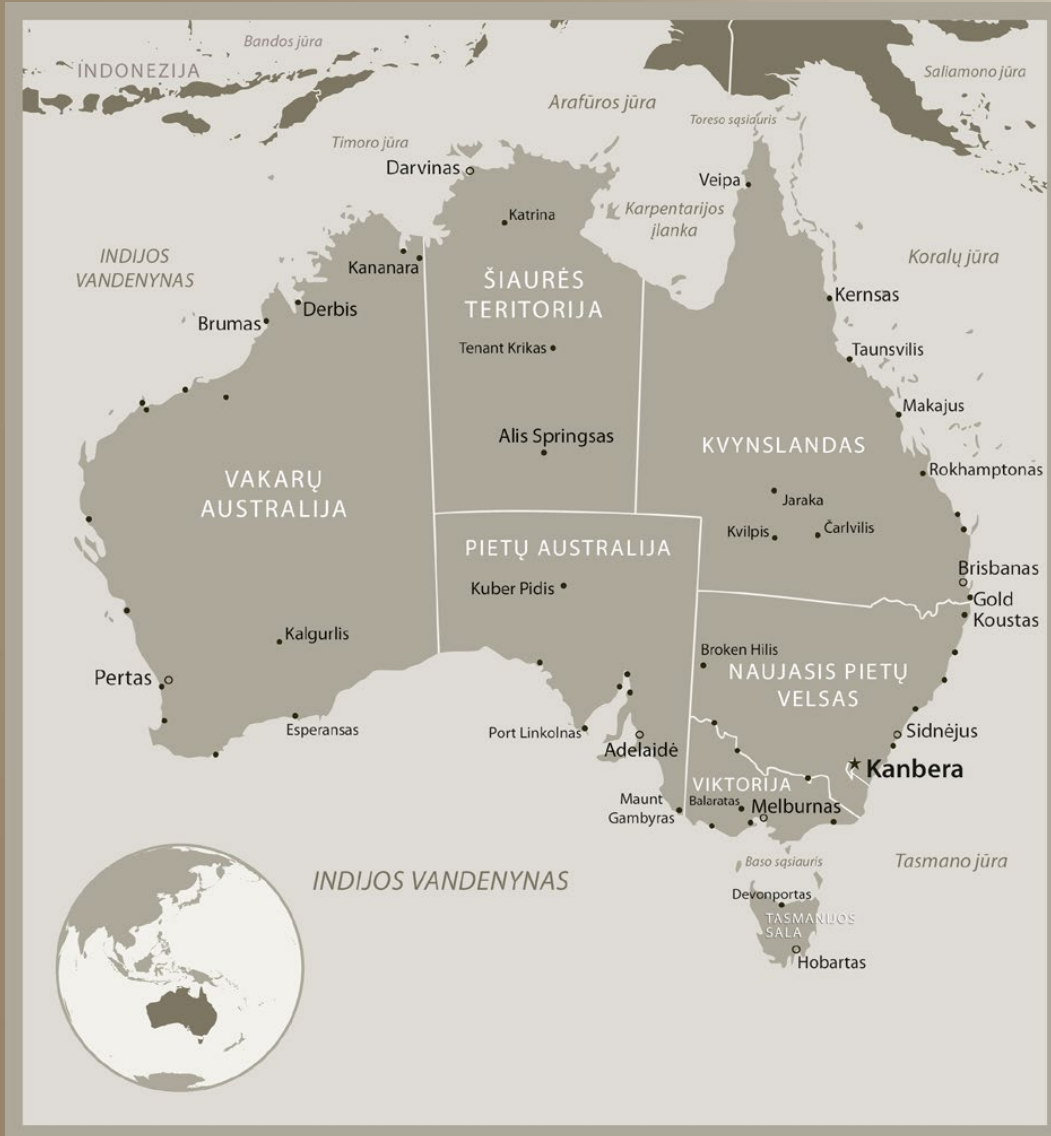 Bandos jūra
INDONEZIJA
Saliamono jūra
Arafūros jūra
Toreso sąsiauris
Timoro jūra
Darvinas
Veipa
Katrina
Karpentarijos
įlanka
INDIJOS
VANDENYNAS
Kananara
Koralų jūra
ŠIAURĖS
TERITORIJA
Derbis
Brumas
Kernsas
Tenant Krikas
Taunsvilis
Makajus
Alis Springsas
KVYNSLANDAS
Rokhamptonas
VAKARŲ
AUSTRALIJA
Jaraka
Kvilpis
Čarlvilis
PIETŲ AUSTRALIJA
Brisbanas
Kuber Pidis
Gold
Koustas
Kalgurlis
Broken Hilis
NAUJASIS PIETŲ
VELSAS
Pertas
Esperansas
Port Linkolnas
Adelaidė
Sidnėjus
Kanbera
VIKTORIJA
Maunt
Gambyras
Balaratas
Melburnas
Baso sąsiauris
Tasmano jūra
INDIJOS VANDENYNAS
Devonportas
TASMANIJOS
SALA
Hobartas